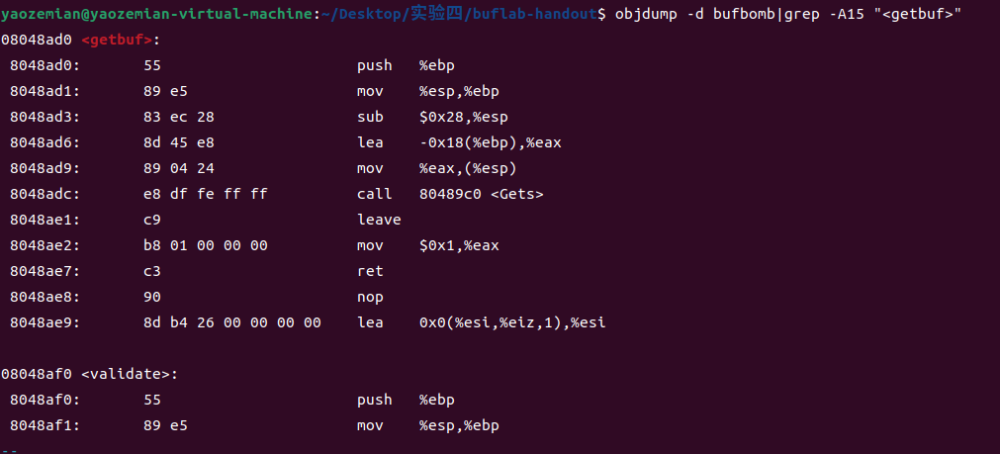 yaozemian@yaozemian-virtual-machine:~/Desktop/实验四/buflab-handout$ objdump -d bufbomb|grep -A15 "<getbuf>"
08048ad0 <getbuf>:
 8048ad0:	55                   	push   %ebp
 8048ad1:	89 e5                	mov    %esp,%ebp
 8048ad3:	83 ec 28             	sub    $0x28,%esp
 8048ad6:	8d 45 e8             	lea    -0x18(%ebp),%eax
 8048ad9:	89 04 24             	mov    %eax,(%esp)
 8048adc:	e8 df fe ff ff       	call   80489c0 <Gets>
 8048ae1:	c9                   	leave
 8048ae2:	b8 01 00 00 00       	mov    $0x1,%eax
 8048ae7:	c3                   	ret
 8048ae8:	90                   	nop
 8048ae9:	8d b4 26 00 00 00 00 	lea    0x0(%esi,%eiz,1),%esi

08048af0 <validate>:
 8048af0:	55                   	push   %ebp
 8048af1:	89 e5                	mov    %esp,%ebp
--